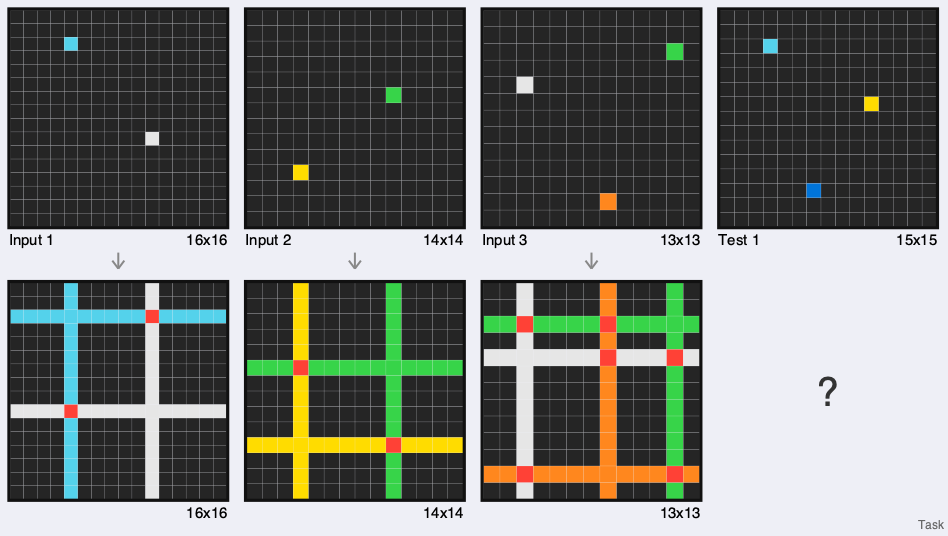 Input 1 16x16
Input 2 14x14
Input 3 13x13
Test 1 15x15
?
16x16
14x14
13x13
Task